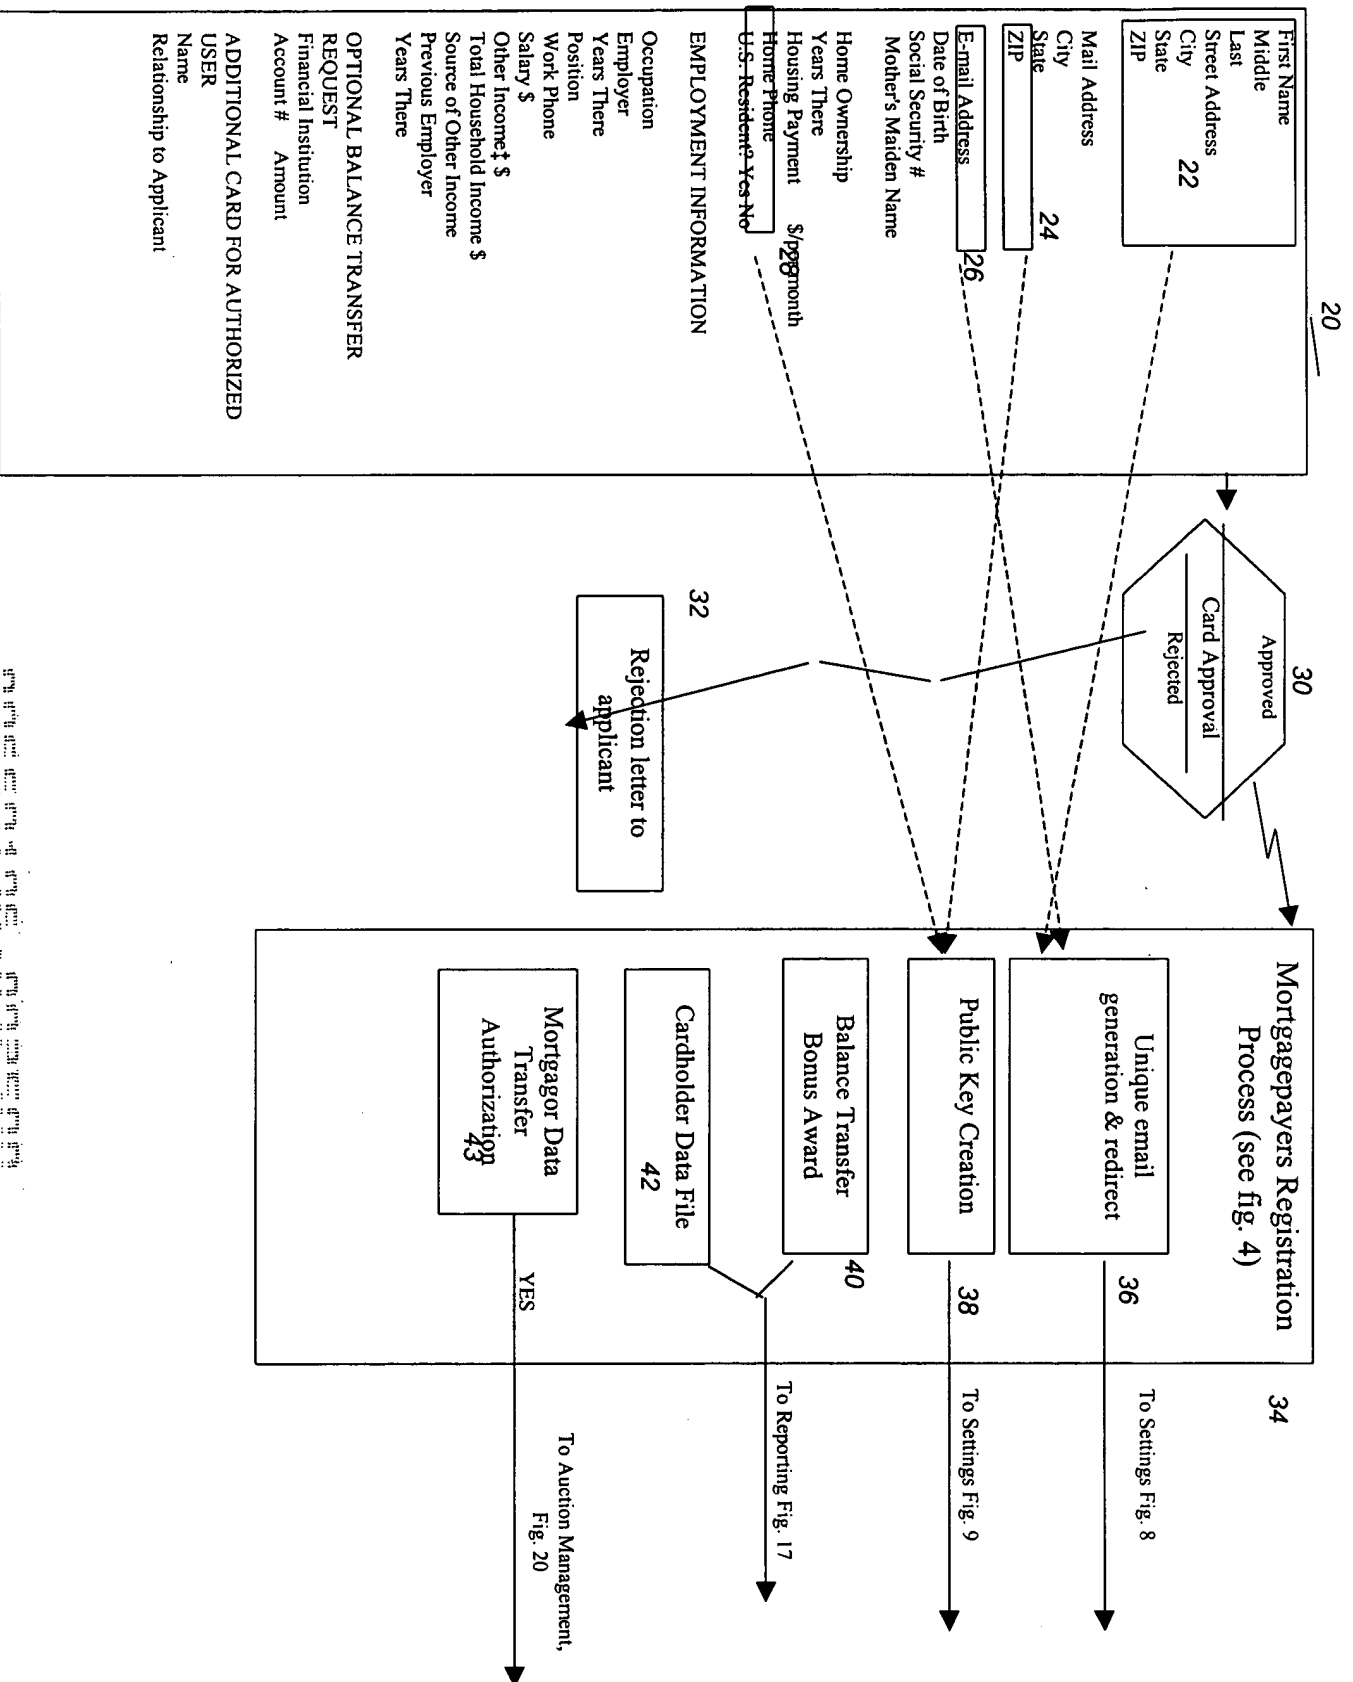 20
First Name
Middle
Last
Street Address
City
State
ZIP
22
Mail Address
City
State
ZIP
24
E-mail Address
26
Date of Birth
Social Security #
Mother's Maiden Name
Home Ownership
Years There
Housing Payment $/per month
28
Home Phone
U.S. Resident? Yes No
EMPLOYMENT INFORMATION
Occupation
Employer
Years There
Position
Work Phone
Salary $
Other Income‡ $
Total Household Income $
Source of Other Income
Previous Employer
Years There
OPTIONAL BALANCE TRANSFER
REQUEST
Financial Institution
Account # Amount
ADDITIONAL CARD FOR AUTHORIZED
USER
Name
Relationship to Applicant
30
Approved
Card Approval
Rejected
32
Rejection letter to
applicant
34
Mortgagepayers Registration
Process (see fig. 4)
Unique email
generation & redirect
36
To Settings Fig. 8
Public Key Creation
38
To Settings Fig. 9
Balance Transfer
Bonus Award
40
Cardholder Data File
42
To Reporting Fig. 17
Mortgagor Data
Transfer
Authorization
43
YES
To Auction Management,
Fig. 20